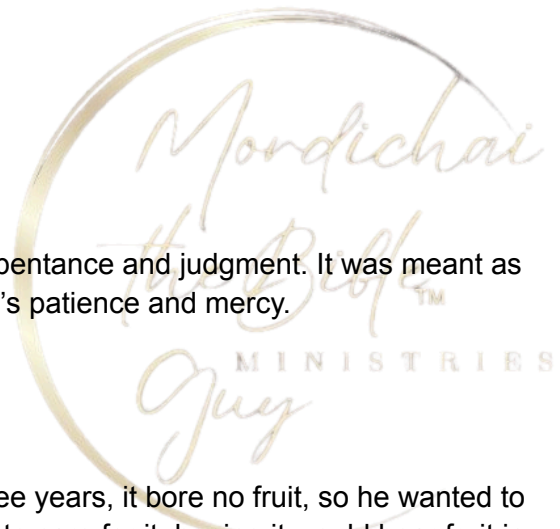 Mordichai
pentance and judgment. It was meant as
the Bible ™
's patience and mercy.
MINISTRIES
Guy
ee years, it bore no fruit, so he wanted to